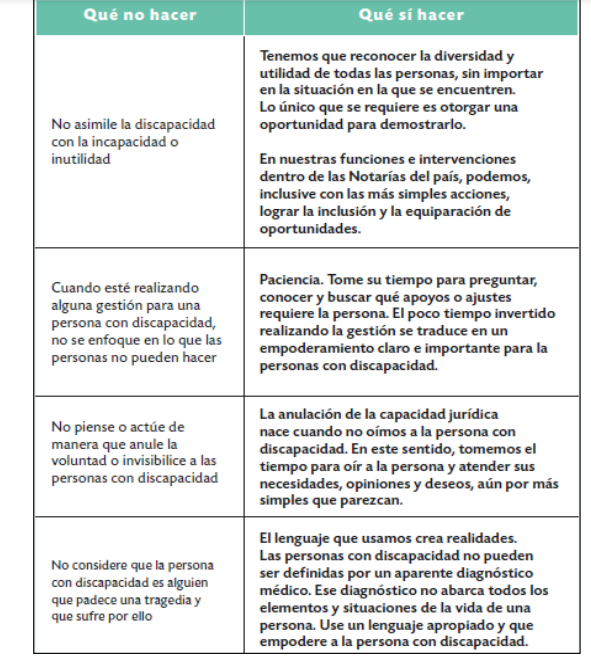 Qué no hacer
Qué sí hacer
No asimile la discapacidad
con la incapacidad o
inutilidad
Tenemos que reconocer la diversidad y
utilidad de todas las personas, sin importar
en la situación en la que se encuentren.
Lo único que se requiere es otorgar una
oportunidad para demostrarlo.
En nuestras funciones e intervenciones
dentro de las Notarías del país, podemos,
inclusive con las más simples acciones,
lograr la inclusión y la equiparación de
oportunidades.
Cuando esté realizando
alguna gestión para una
persona con discapacidad,
no se enfoque en lo que las
personas no pueden hacer
Paciencia. Tome su tiempo para preguntar,
conocer y buscar qué apoyos o ajustes
requiere la persona. El poco tiempo invertido
realizando la gestión se traduce en un
empoderamiento claro e importante para la
personas con discapacidad.
No piense o actúe de
manera que anule la
voluntad o invisibilice a las
personas con discapacidad
La anulación de la capacidad jurídica
nace cuando no oímos a la persona con
discapacidad. En este sentido, tomemos el
tiempo para oír a la persona y atender sus
necesidades, opiniones y deseos, aún por más
simples que parezcan.
No considere que la persona
con discapacidad es alguien
que padece una tragedia y
que sufre por ello
El lenguaje que usamos crea realidades.
Las personas con discapacidad no pueden
ser definidas por un aparente diagnóstico
médico. Ese diagnóstico no abarca todos los
elementos y situaciones de la vida de una
persona. Use un lenguaje apropiado y que
empodere a la persona con discapacidad.